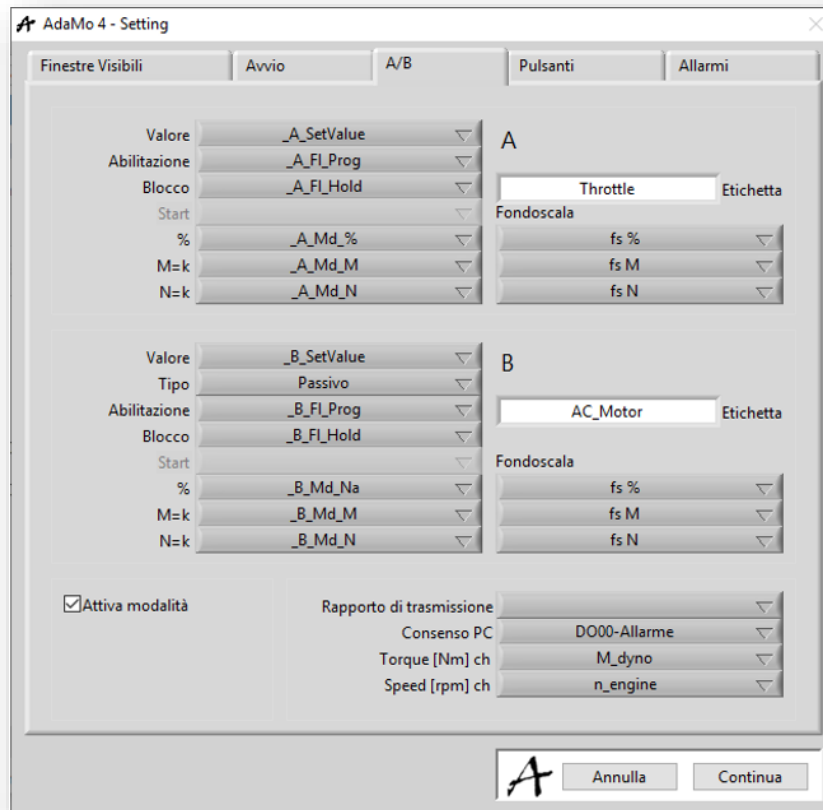 AdaMo 4 - Setting
Finestre Visibili Avvio A/B Pulsanti Allarmi
Valore _A_SetValue A
Abilitazione _A_Fl_Prog
Blocco _A_Fl_Hold Throttle Etichetta
Start Fondoscala
% _A_Md_% fs %
M=k _A_Md_M fs M
N=k _A_Md_N fs N
Valore _B_SetValue B
Tipo Passivo
Abilitazione _B_Fl_Prog AC_Motor Etichetta
Blocco _B_Fl_Hold
Start Fondoscala
% _B_Md_Na fs %
M=k _B_Md_M fs M
N=k _B_Md_N fs N
Attiva modalità Rapporto di trasmissione
Consenso PC DO00-Allarme
Torque [Nm] ch M_dyno
Speed [rpm] ch n_engine
A Annulla Continua